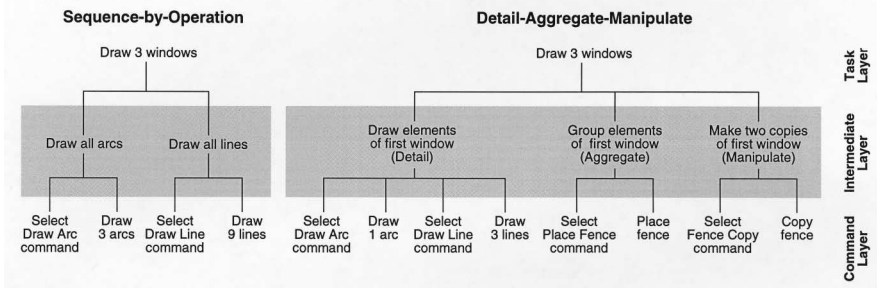 Sequence-by-Operation
Detail-Aggregate-Manipulate
Draw 3 windows
Draw 3 windows
Task
Layer
Draw all arcs
Draw all lines
Draw elements
of first window
(Detail)
Group elements
of first window
(Aggregate)
Make two copies
of first window
(Manipulate)
Intermediate
Layer
Select
Draw Arc
command
Draw
3 arcs
Select
Draw Line
command
Draw
9 lines
Select
Draw Arc
command
Draw
1 arc
Select
Draw Line
command
Draw
3 lines
Select
Place Fence
command
Place
fence
Select
Fence Copy
command
Copy
fence
Command
Layer